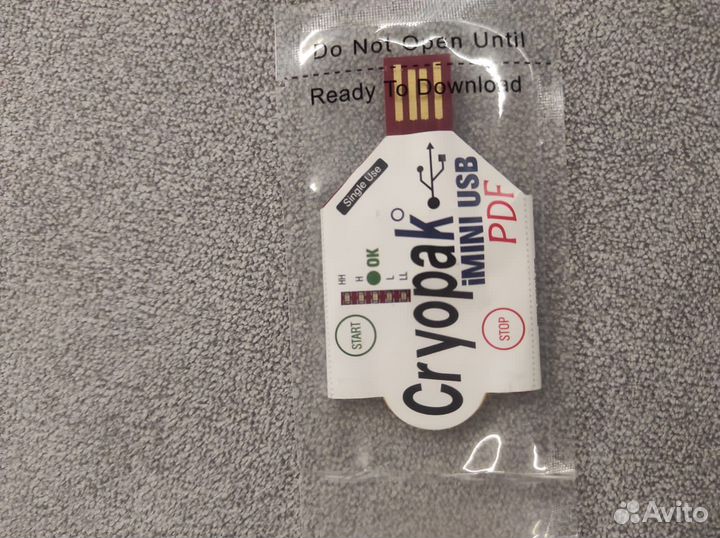 Do Not Open Until
Ready To Download
Single Use
Cryopak
iMINI USB
PDF
HH
H
OK
L
LL
START
STOP
Avito